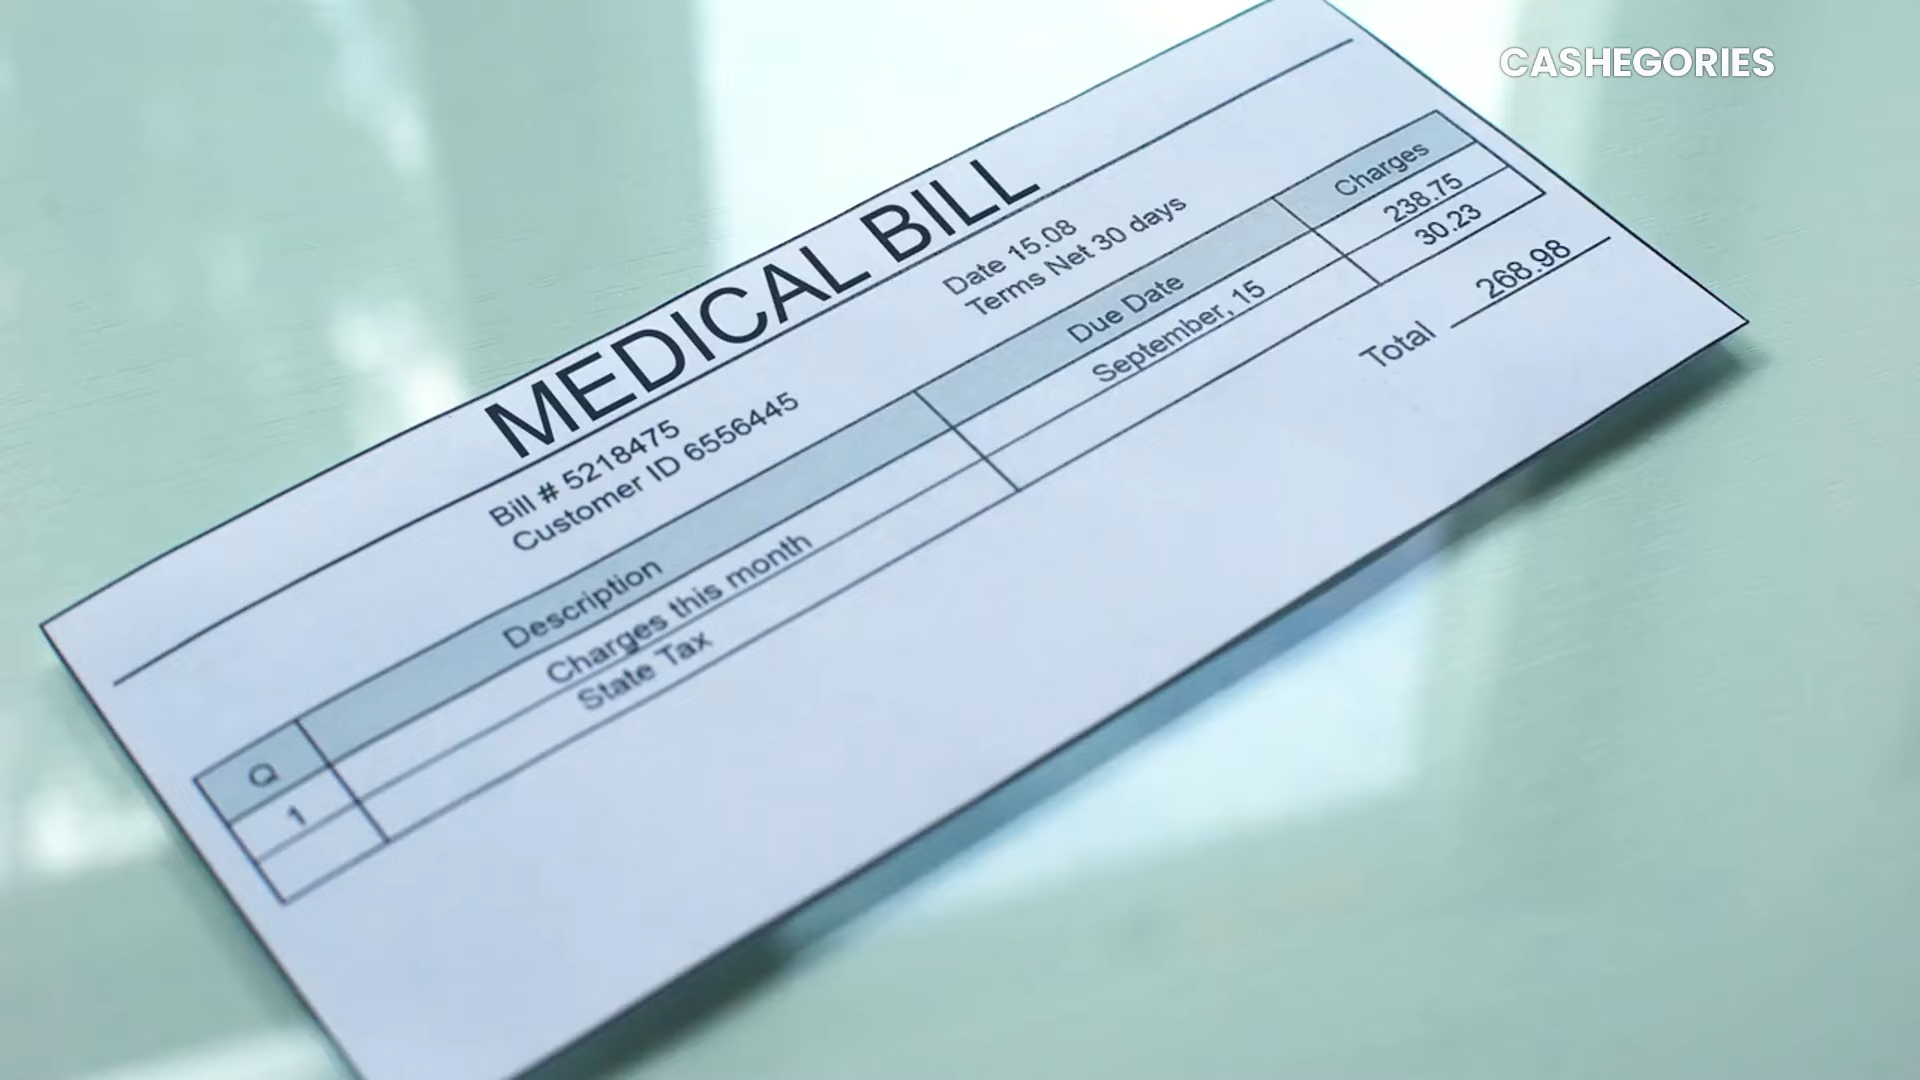 CASHEGORIES
MEDICAL BILL
Bill # 5218475
Customer ID 6556445
Date 15.08
Terms Net 30 days
Q Description Due Date Charges
1 Charges this month September, 15 238.75
State Tax 30.23
Total 268.98